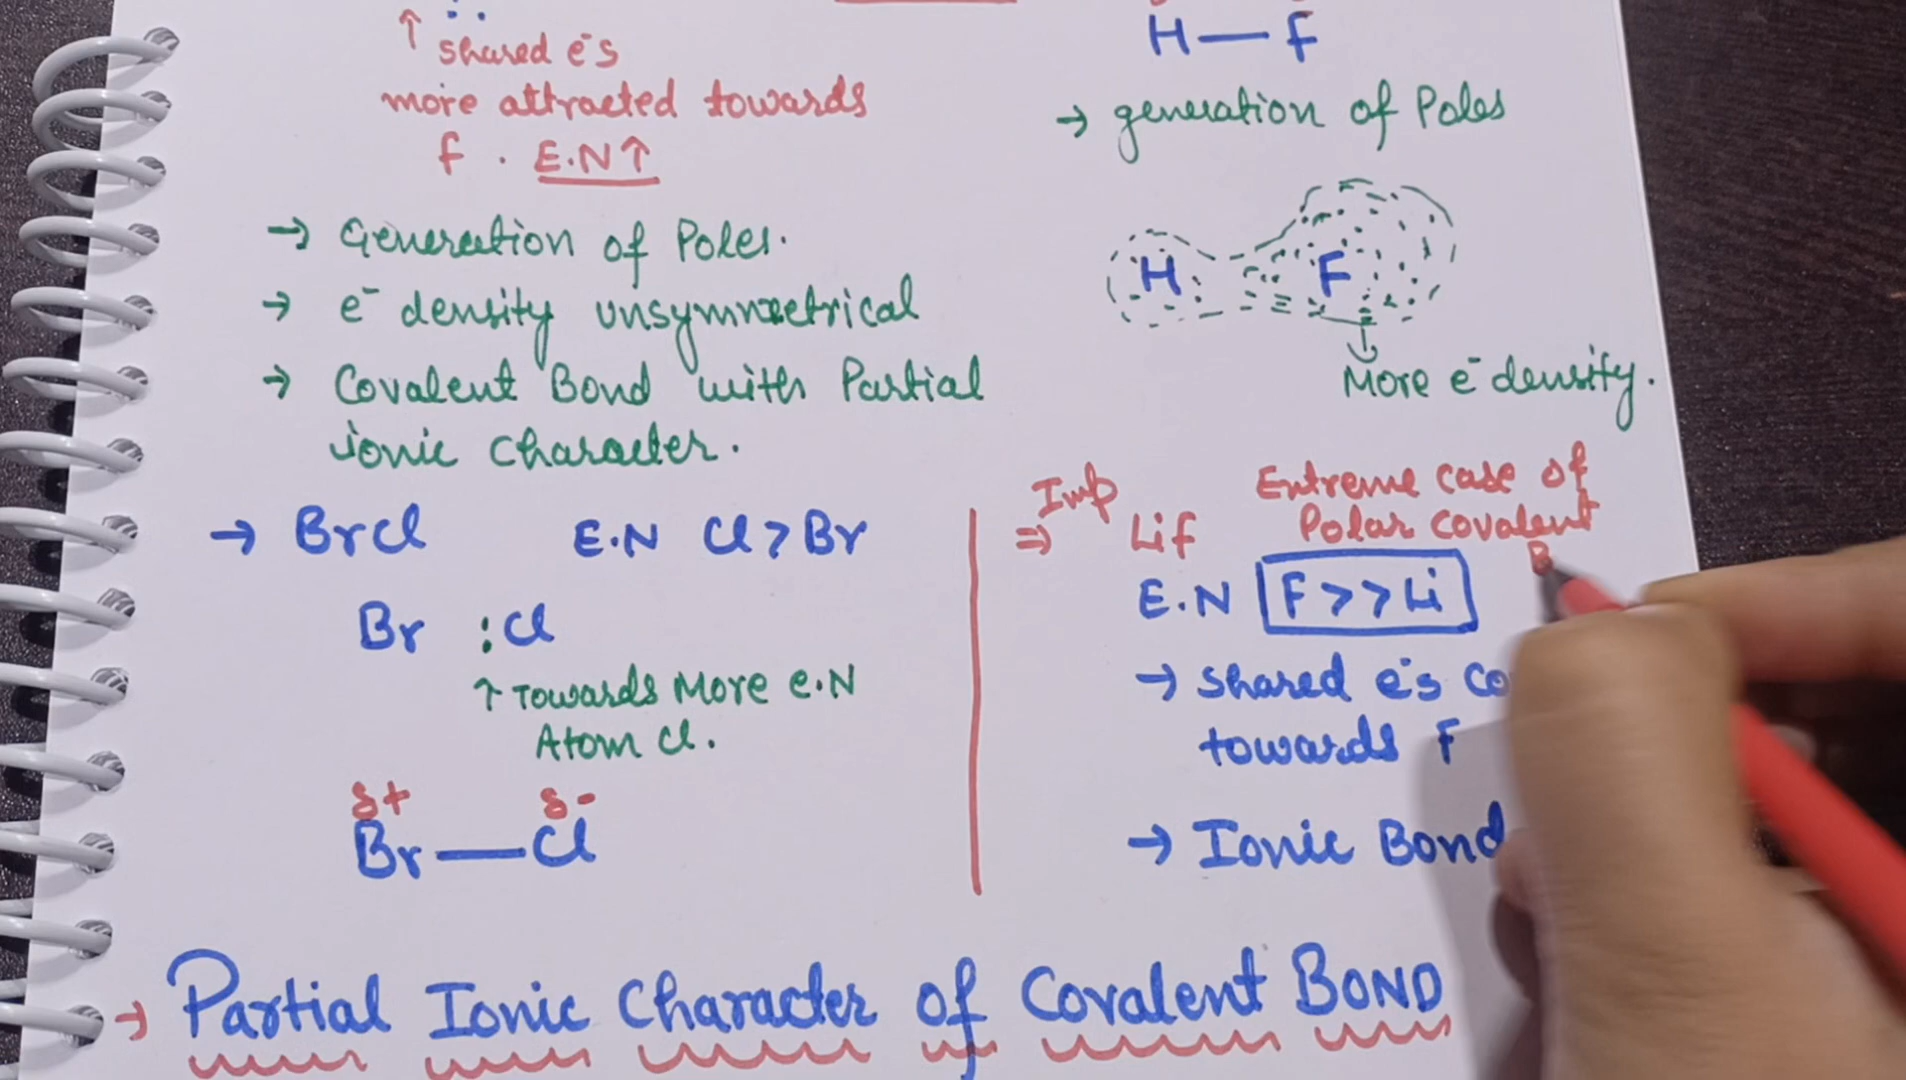 ↑ shared e⁻s
more attracted towards
F . E.N↑
→ Generation of Poles.
→ e⁻ density unsymmetrical
→ Covalent Bond with Partial
ionic Character.
H — F
→ generation of Poles
H F
More e⁻ density.
→ BrCl E.N Cl > Br
Br :Cl
↑ Towards More e.N
Atom Cl.
δ+ δ-
Br — Cl
Imp
⇒ Lif
Extreme case of
Polar Covalent
B
E.N F >> Li
→ shared e⁻s co
towards F
→ Ionic Bond
→ Partial Ionic Character of Covalent BOND